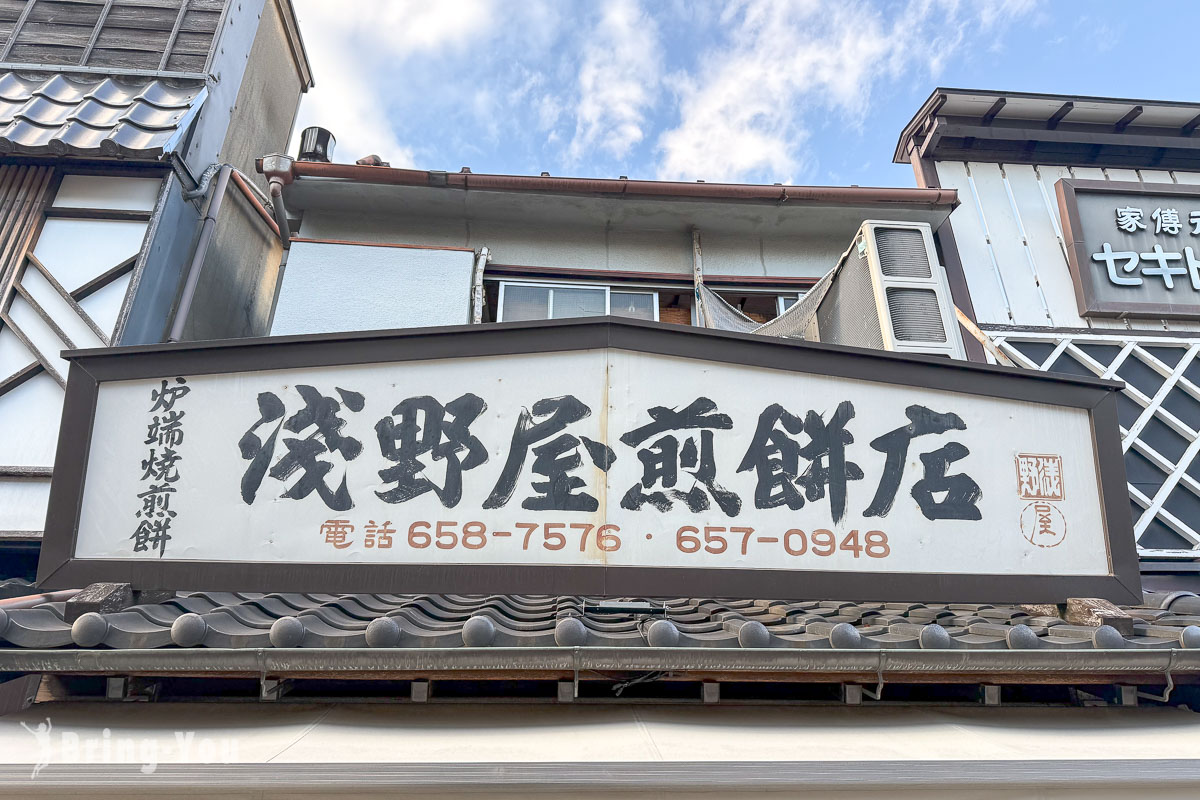 炉端焼煎餅
浅野屋煎餅店
電話 658-7576・657-0948
浅野
屋
家傳
セキト
Bring-You